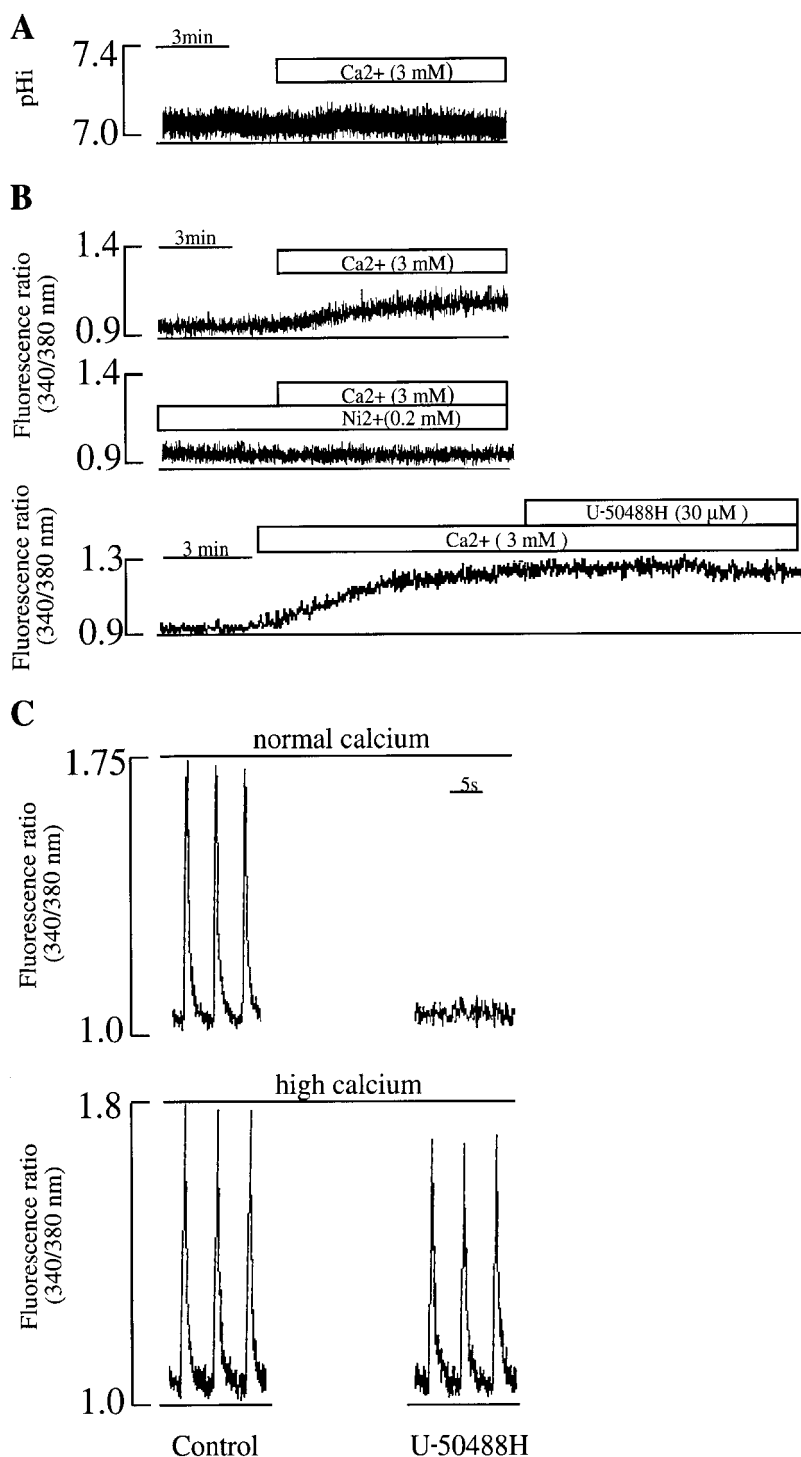 A
3min
7.4
Ca2+ (3 mM)
pHi
7.0
B
3min
1.4
Ca2+ (3 mM)
0.9
Fluorescence ratio
(340/380 nm)
1.4
Ca2+ (3 mM)
Ni2+(0.2 mM)
0.9
U-50488H (30 µM )
Ca2+ ( 3 mM )
3 min
1.3
Fluorescence ratio
(340/380 nm)
0.9
C
normal calcium
1.75
5s
Fluorescence ratio
(340/380 nm)
1.0
high calcium
1.8
Fluorescence ratio
(340/380 nm)
1.0
Control
U-50488H